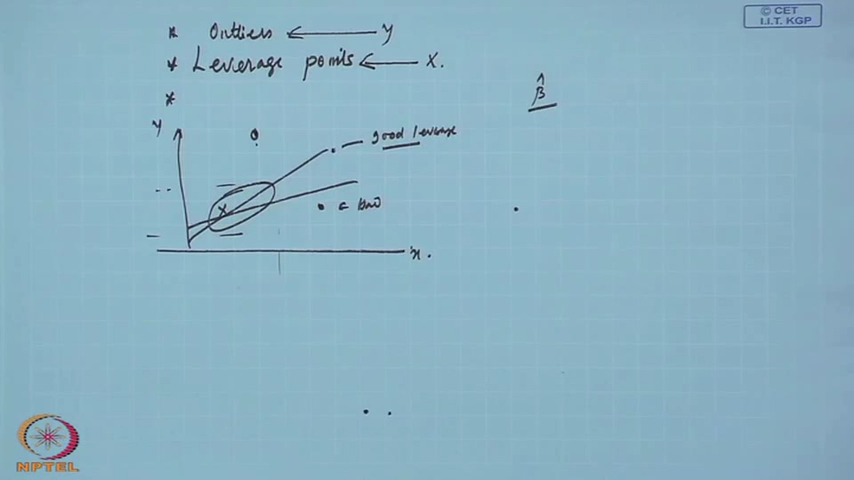 © CET
I.I.T. KGP
* Outliers ← y
* Leverage points ← x.
*
β̂
y
good leverage
x
bad
x.
NPTEL